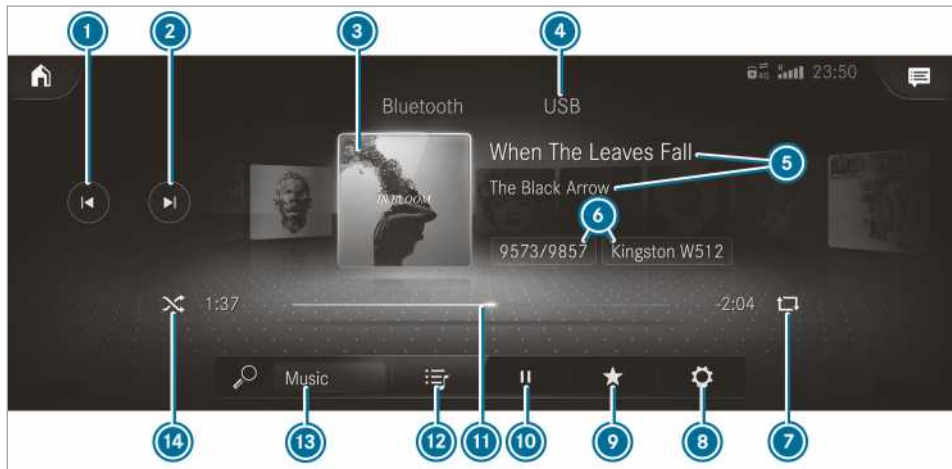 1 2 3 4
4G 23:50
Bluetooth USB
When The Leaves Fall
5
The Black Arrow
IN BLOOM
6
9573/9857 Kingston W512
1:37 -2:04
Music
14 13 12 11 10 9 8 7